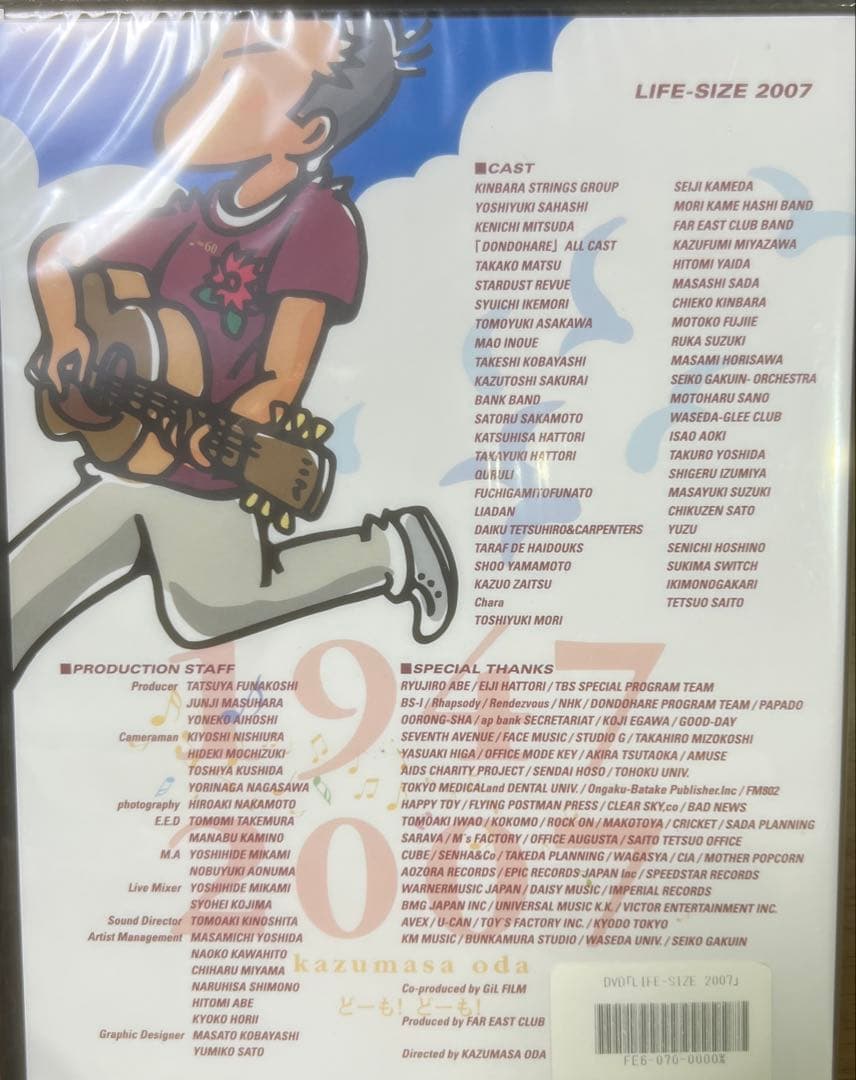 LIFE-SIZE 2007
60
■CAST
KINBARA STRINGS GROUP
YOSHIYUKI SAHASHI
KENICHI MITSUDA
「DONDOHARE」 ALL CAST
TAKAKO MATSU
STARDUST REVUE
SYUICHI IKEMORI
TOMOYUKI ASAKAWA
MAO INOUE
TAKESHI KOBAYASHI
KAZUTOSHI SAKURAI
BANK BAND
SATORU SAKAMOTO
KATSUHISA HATTORI
TAKAYUKI HATTORI
QURULI
FUCHIGAMITOFUNATO
LIADAN
DAIKU TETSUHIRO&CARPENTERS
TARAF DE HAIDOUKS
SHOO YAMAMOTO
KAZUO ZAITSU
Chara
TOSHIYUKI MORI
SEIJI KAMEDA
MORI KAME HASHI BAND
FAR EAST CLUB BAND
KAZUFUMI MIYAZAWA
HITOMI YAIDA
MASASHI SADA
CHIEKO KINBARA
MOTOKO FUJIIE
RUKA SUZUKI
MASAMI HORISAWA
SEIKO GAKUIN- ORCHESTRA
MOTOHARU SANO
WASEDA-GLEE CLUB
ISAO AOKI
TAKURO YOSHIDA
SHIGERU IZUMIYA
MASAYUKI SUZUKI
CHIKUZEN SATO
YUZU
SENICHI HOSHINO
SUKIMA SWITCH
IKIMONOGAKARI
TETSUO SAITO
■PRODUCTION STAFF
Producer TATSUYA FUNAKOSHI
JUNJI MASUHARA
YONEKO AIHOSHI
Cameraman KIYOSHI NISHIURA
HIDEKI MOCHIZUKI
TOSHIYA KUSHIDA
YORINAGA NAGASAWA
photography HIROAKI NAKAMOTO
E.E.D TOMOMI TAKEMURA
MANABU KAMINO
M.A YOSHIHIDE MIKAMI
NOBUYUKI AONUMA
Live Mixer YOSHIHIDE MIKAMI
SYOHEI KOJIMA
Sound Director TOMOAKI KINOSHITA
Artist Management MASAMICHI YOSHIDA
NAOKO KAWAHITO
CHIHARU MIYAMA
NARUHISA SHIMONO
HITOMI ABE
KYOKO HORII
Graphic Designer MASATO KOBAYASHI
YUMIKO SATO
■SPECIAL THANKS
RYUJIRO ABE / EIJI HATTORI / TBS SPECIAL PROGRAM TEAM
BS-I / Rhapsody / Rendezvous / NHK / DONDOHARE PROGRAM TEAM / PAPADO
OORONG-SHA / ap bank SECRETARIAT / KOJI EGAWA / GOOD-DAY
SEVENTH AVENUE / FACE MUSIC / STUDIO G / TAKAHIRO MIZOKOSHI
YASUAKI HIGA / OFFICE MODE KEY / AKIRA TSUTAOKA / AMUSE
AIDS CHARITY PROJECT / SENDAI HOSO / TOHOKU UNIV.
TOKYO MEDICALand DENTAL UNIV. / Ongaku-Batake Publisher.Inc / FM802
HAPPY TOY / FLYING POSTMAN PRESS / CLEAR SKY,co / BAD NEWS
TOMOAKI IWAO / KOKOMO / ROCK ON / MAKOTOYA / CRICKET / SADA PLANNING
SARAVA / M's FACTORY / OFFICE AUGUSTA / SAITO TETSUO OFFICE
CUBE / SENHA&Co / TAKEDA PLANNING / WAGASYA / CIA / MOTHER POPCORN
AOZORA RECORDS / EPIC RECORDS JAPAN Inc / SPEEDSTAR RECORDS
WARNERMUSIC JAPAN / DAISY MUSIC / IMPERIAL RECORDS
BMG JAPAN INC / UNIVERSAL MUSIC K.K. / VICTOR ENTERTAINMENT INC.
AVEX / U-CAN / TOY'S FACTORY INC. / KYODO TOKYO
KM MUSIC / BUNKAMURA STUDIO / WASEDA UNIV. / SEIKO GAKUIN
1947
2007
kazumasa oda
どーも! どーも!
Co-produced by GiL FILM
Produced by FAR EAST CLUB
Directed by KAZUMASA ODA
DVD「LIFE-SIZE 2007」
FE6-070-0000%